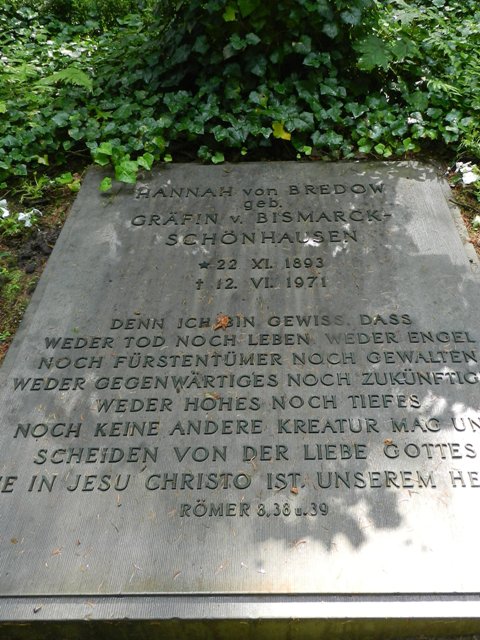 HANNAH von BREDOW
geb.
GRÄFIN v. BISMARCK-
SCHÖNHAUSEN
* 22. XI. 1893
† 12. VI. 1971
DENN ICH BIN GEWISS, DASS
WEDER TOD NOCH LEBEN WEDER ENGEL
NOCH FÜRSTENTÜMER NOCH GEWALTEN
WEDER GEGENWÄRTIGES NOCH ZUKÜNFTIG
WEDER HOHES NOCH TIEFES
NOCH KEINE ANDERE KREATUR MAG UN
SCHEIDEN VON DER LIEBE GOTTES
E IN JESU CHRISTO IST. UNSEREM HE
RÖMER 8,38 u. 39